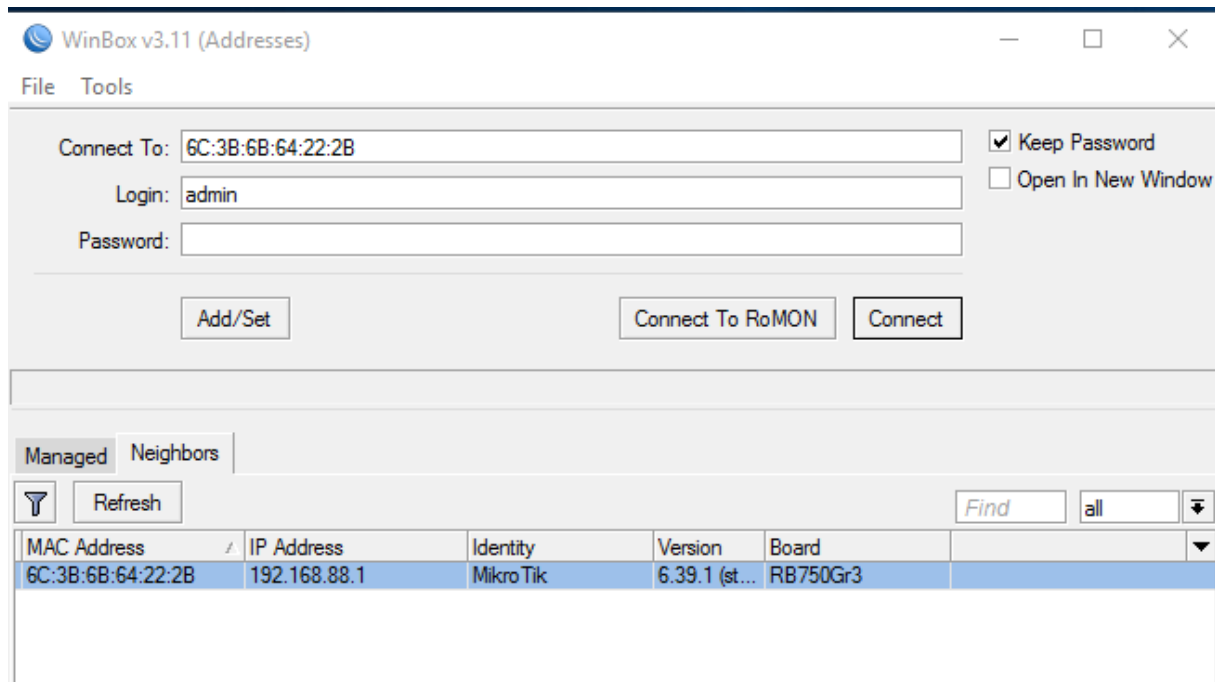 WinBox v3.11 (Addresses)
File Tools
Connect To: 6C:3B:6B:64:22:2B
Keep Password
Login: admin
Open In New Window
Password:
Add/Set Connect To RoMON Connect
Managed Neighbors
Refresh Find all
MAC Address IP Address Identity Version Board
6C:3B:6B:64:22:2B 192.168.88.1 MikroTik 6.39.1 (st... RB750Gr3